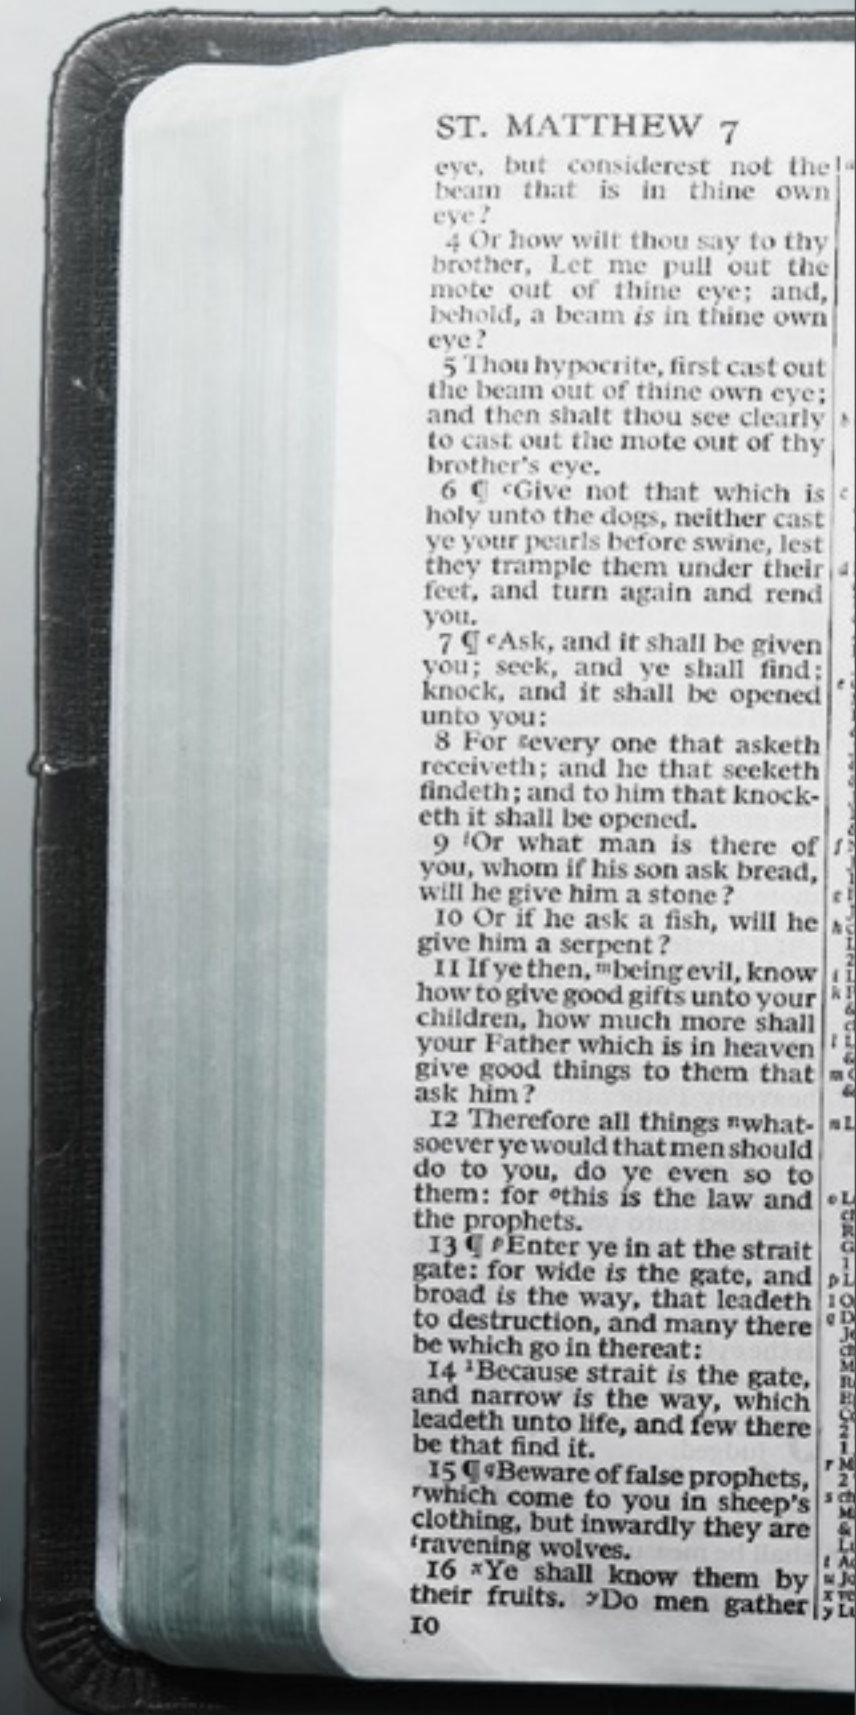 ST. MATTHEW 7
eye, but considerest not the
beam that is in thine own
eye?
4 Or how wilt thou say to thy
brother, Let me pull out the
mote out of thine eye; and,
behold, a beam is in thine own
eye?
5 Thou hypocrite, first cast out
the beam out of thine own eye;
and then shalt thou see clearly
to cast out the mote out of thy
brother's eye.
6 ¶ cGive not that which is
holy unto the dogs, neither cast
ye your pearls before swine, lest
they trample them under their
feet, and turn again and rend
you.
7 ¶ eAsk, and it shall be given
you; seek, and ye shall find;
knock, and it shall be opened
unto you:
8 For gevery one that asketh
receiveth; and he that seeketh
findeth; and to him that knock-
eth it shall be opened.
9 lOr what man is there of
you, whom if his son ask bread,
will he give him a stone?
10 Or if he ask a fish, will he
give him a serpent?
11 If ye then, mbeing evil, know
how to give good gifts unto your
children, how much more shall
your Father which is in heaven
give good things to them that
ask him?
12 Therefore all things nwhat-
soever ye would that men should
do to you, do ye even so to
them: for othis is the law and
the prophets.
13 ¶ pEnter ye in at the strait
gate: for wide is the gate, and
broad is the way, that leadeth
to destruction, and many there
be which go in thereat:
14 1Because strait is the gate,
and narrow is the way, which
leadeth unto life, and few there
be that find it.
15 ¶ qBeware of false prophets,
rwhich come to you in sheep's
clothing, but inwardly they are
travening wolves.
16 xYe shall know them by
their fruits. yDo men gather
10